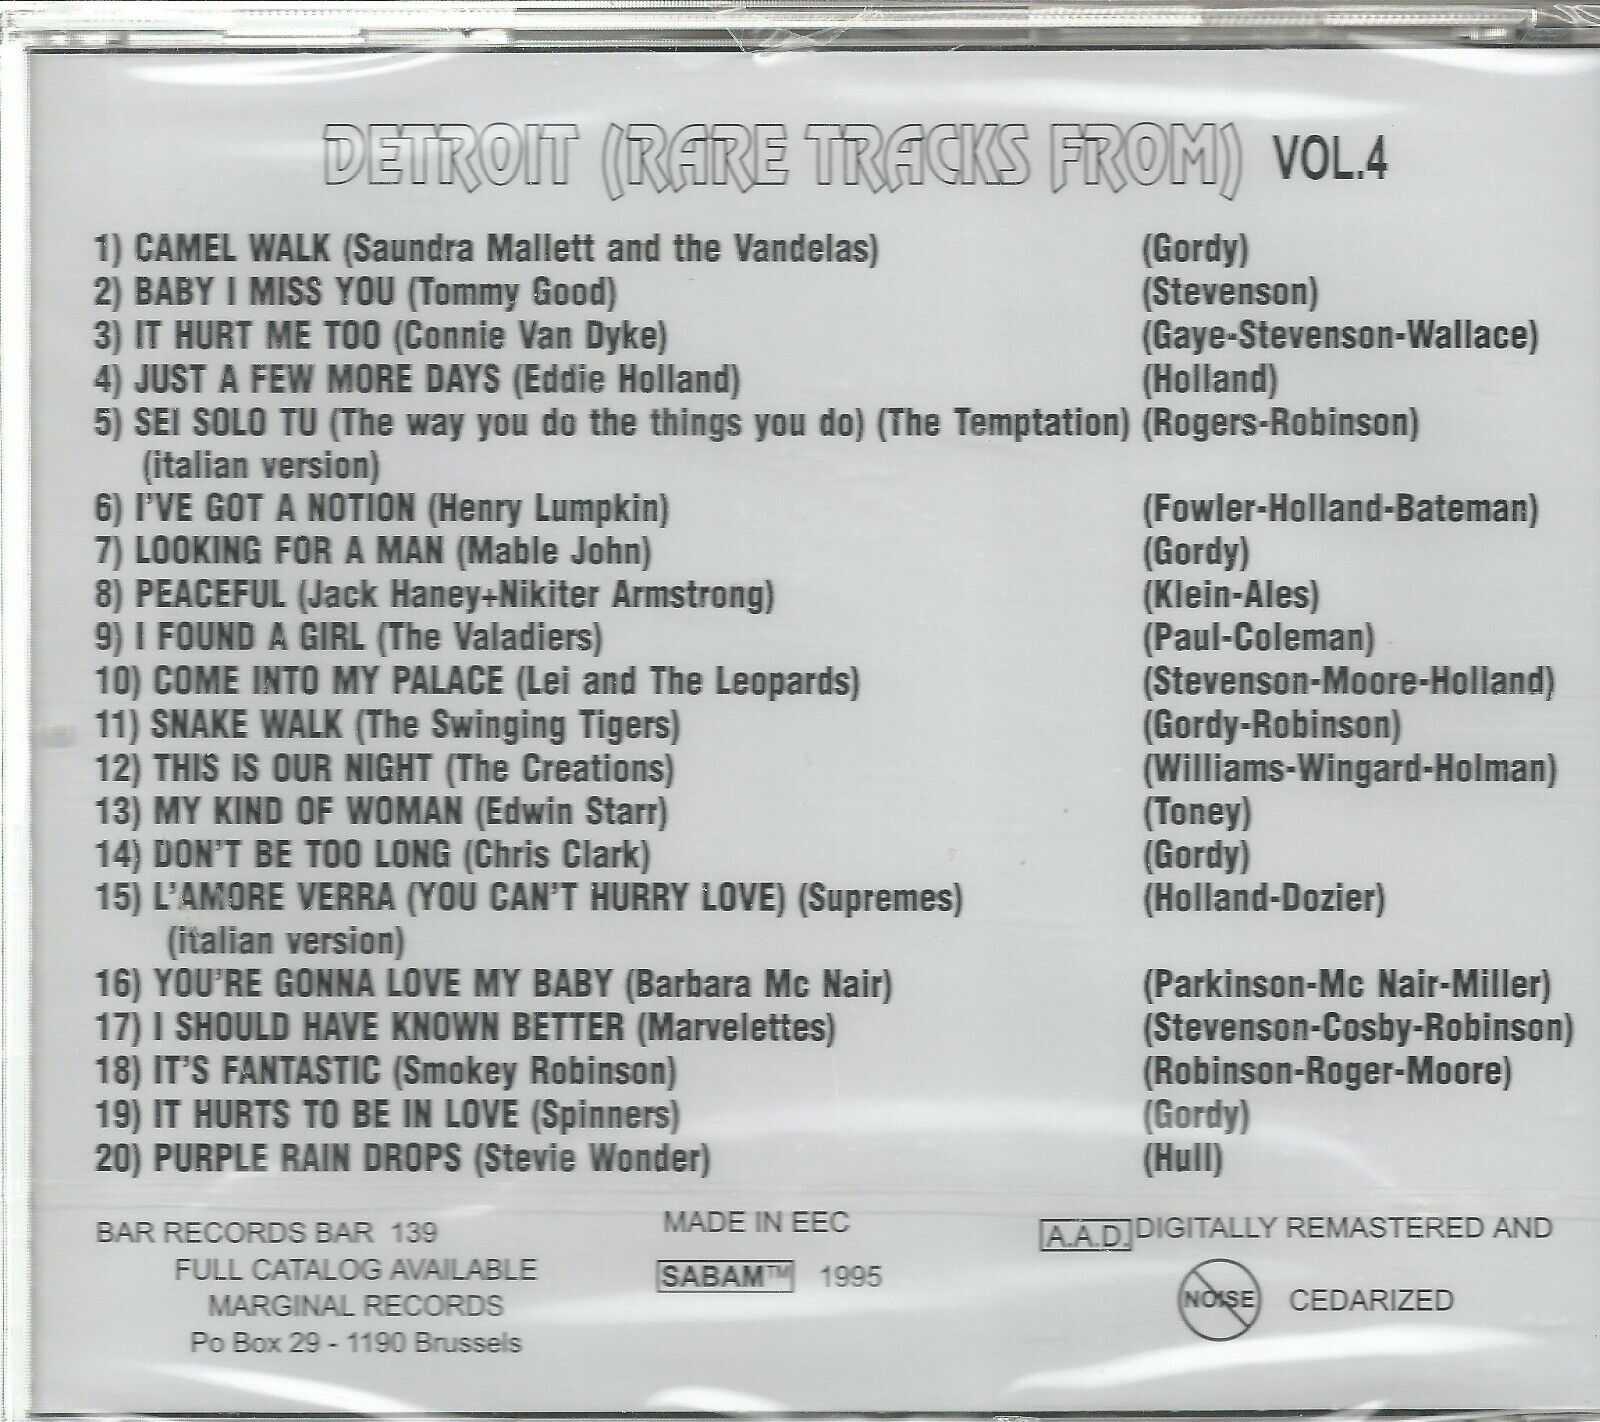 DETROIT (RARE TRACKS FROM) VOL.4
1) CAMEL WALK (Saundra Mallett and the Vandelas) (Gordy)
2) BABY I MISS YOU (Tommy Good) (Stevenson)
3) IT HURT ME TOO (Connie Van Dyke) (Gaye-Stevenson-Wallace)
4) JUST A FEW MORE DAYS (Eddie Holland) (Holland)
5) SEI SOLO TU (The way you do the things you do) (The Temptation) (Rogers-Robinson)
(italian version)
6) I'VE GOT A NOTION (Henry Lumpkin) (Fowler-Holland-Bateman)
7) LOOKING FOR A MAN (Mable John) (Gordy)
8) PEACEFUL (Jack Haney+Nikiter Armstrong) (Klein-Ales)
9) I FOUND A GIRL (The Valadiers) (Paul-Coleman)
10) COME INTO MY PALACE (Lei and The Leopards) (Stevenson-Moore-Holland)
11) SNAKE WALK (The Swinging Tigers) (Gordy-Robinson)
12) THIS IS OUR NIGHT (The Creations) (Williams-Wingard-Holman)
13) MY KIND OF WOMAN (Edwin Starr) (Toney)
14) DON'T BE TOO LONG (Chris Clark) (Gordy)
15) L'AMORE VERRA (YOU CAN'T HURRY LOVE) (Supremes) (Holland-Dozier)
(italian version)
16) YOU'RE GONNA LOVE MY BABY (Barbara Mc Nair) (Parkinson-Mc Nair-Miller)
17) I SHOULD HAVE KNOWN BETTER (Marvelettes) (Stevenson-Cosby-Robinson)
18) IT'S FANTASTIC (Smokey Robinson) (Robinson-Roger-Moore)
19) IT HURTS TO BE IN LOVE (Spinners) (Gordy)
20) PURPLE RAIN DROPS (Stevie Wonder) (Hull)
BAR RECORDS BAR 139
FULL CATALOG AVAILABLE
MARGINAL RECORDS
Po Box 29 - 1190 Brussels
MADE IN EEC
SABAM™ 1995
A.A.D. DIGITALLY REMASTERED AND
NOISE CEDARIZED